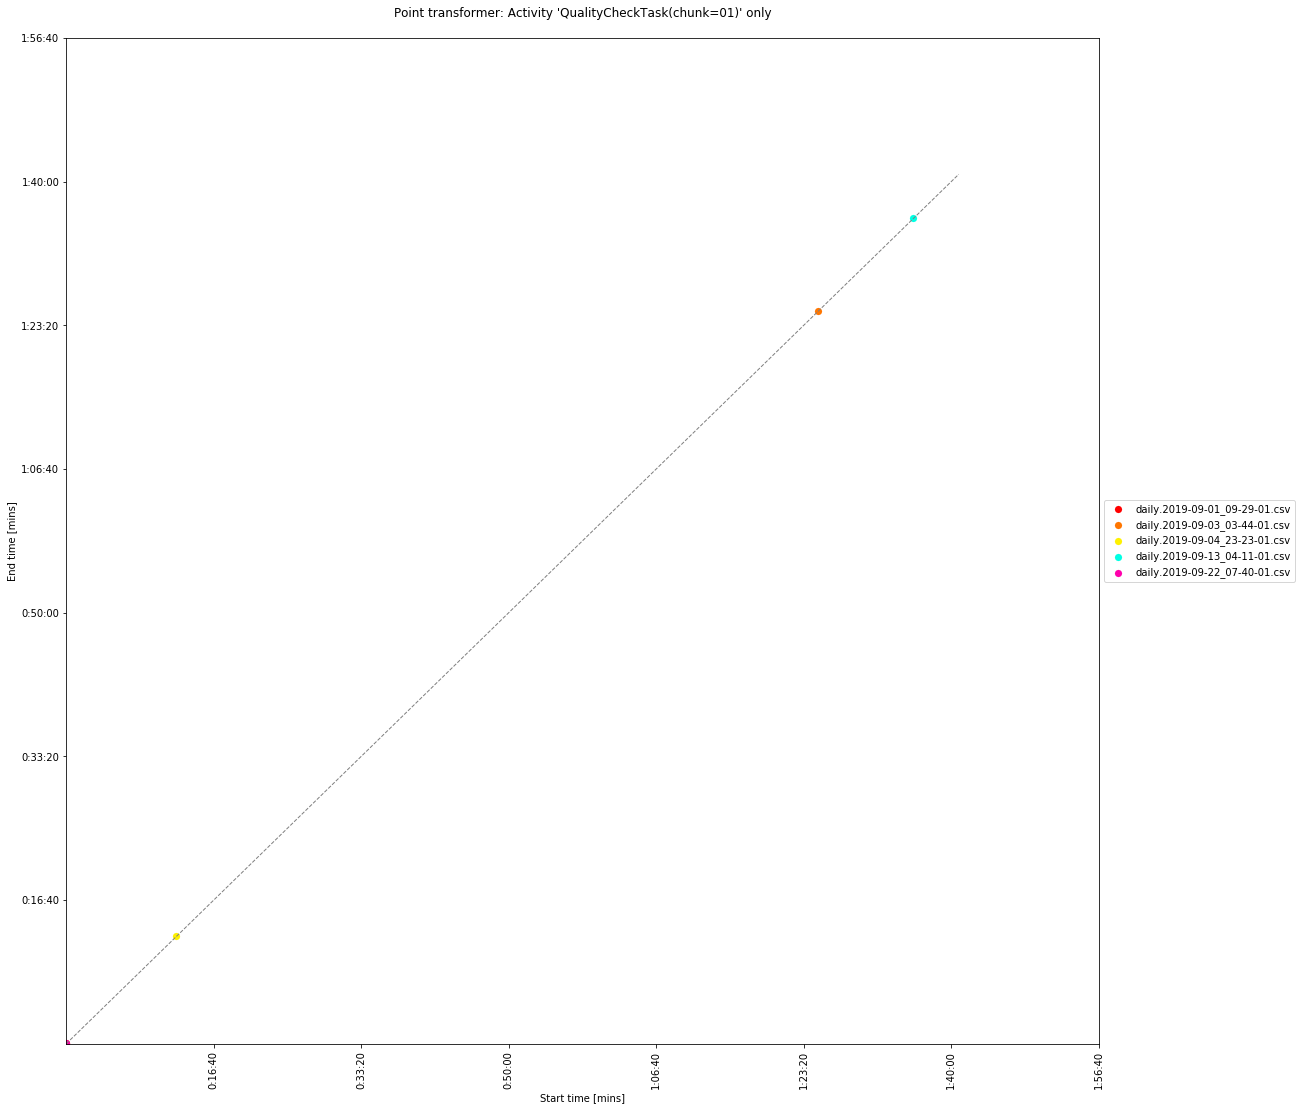 Point transformer: Activity 'QualityCheckTask(chunk=01)' only
1:56:40
1:40:00
1:23:20
1:06:40
0:50:00
0:33:20
0:16:40
End time [mins]
0:16:40
0:33:20
0:50:00
1:06:40
1:23:20
1:40:00
1:56:40
Start time [mins]
daily.2019-09-01_09-29-01.csv
daily.2019-09-03_03-44-01.csv
daily.2019-09-04_23-23-01.csv
daily.2019-09-13_04-11-01.csv
daily.2019-09-22_07-40-01.csv